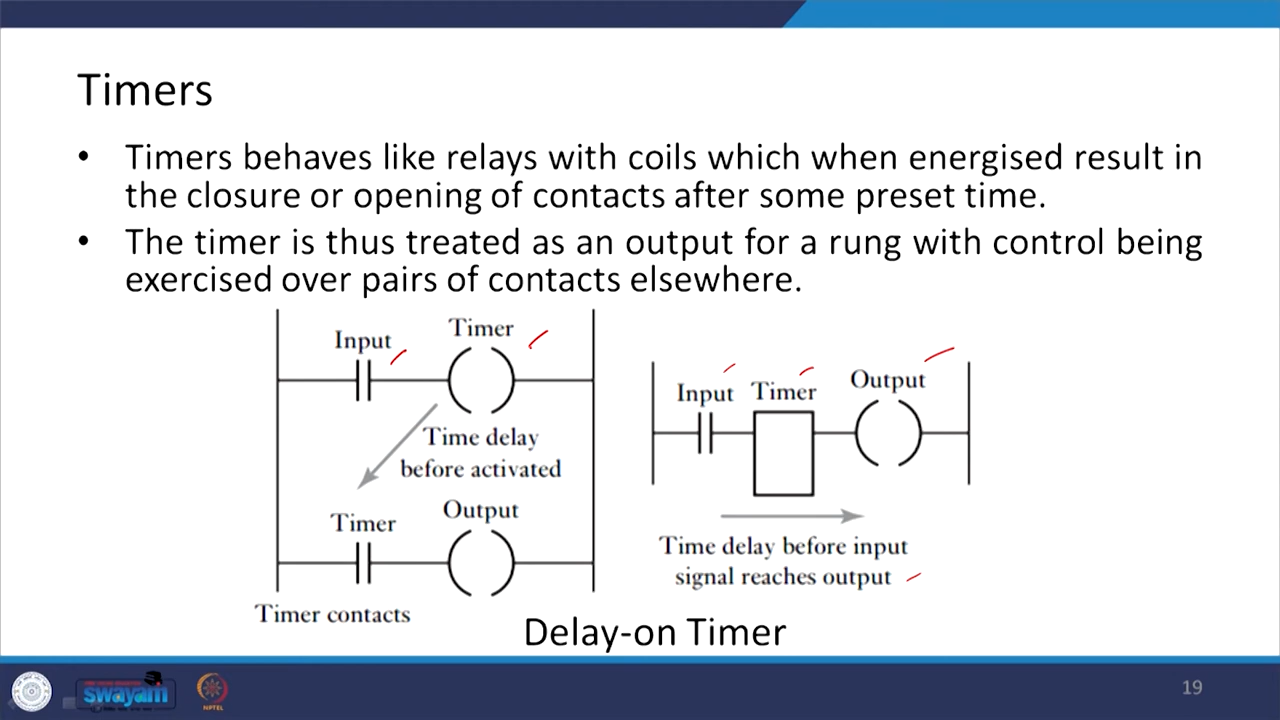 Timers
• Timers behaves like relays with coils which when energised result in
the closure or opening of contacts after some preset time.
• The timer is thus treated as an output for a rung with control being
exercised over pairs of contacts elsewhere.
Input
Timer
Time delay
before activated
Timer
Output
Timer contacts
Input
Timer
Output
Time delay before input
signal reaches output
Delay-on Timer
swayam
NPTEL
19